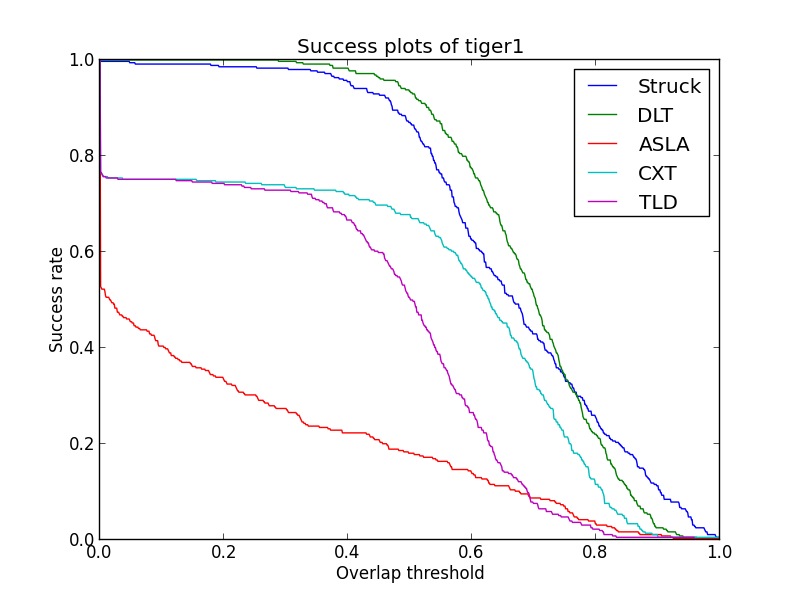 Success plots of tiger1
Success rate
1.0
0.8
0.6
0.4
0.2
0.0
Struck
DLT
ASLA
CXT
TLD
0.0 0.2 0.4 0.6 0.8 1.0
Overlap threshold